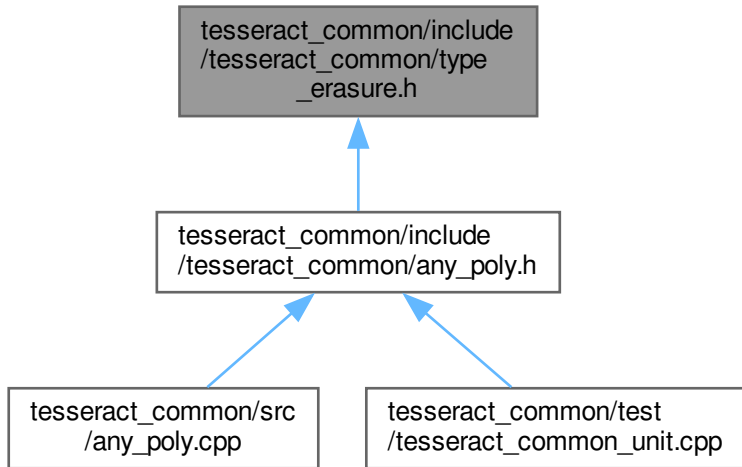 tesseract_common/include
/tesseract_common/type
_erasure.h
tesseract_common/include
/tesseract_common/any_poly.h
tesseract_common/src
/any_poly.cpp
tesseract_common/test
/tesseract_common_unit.cpp